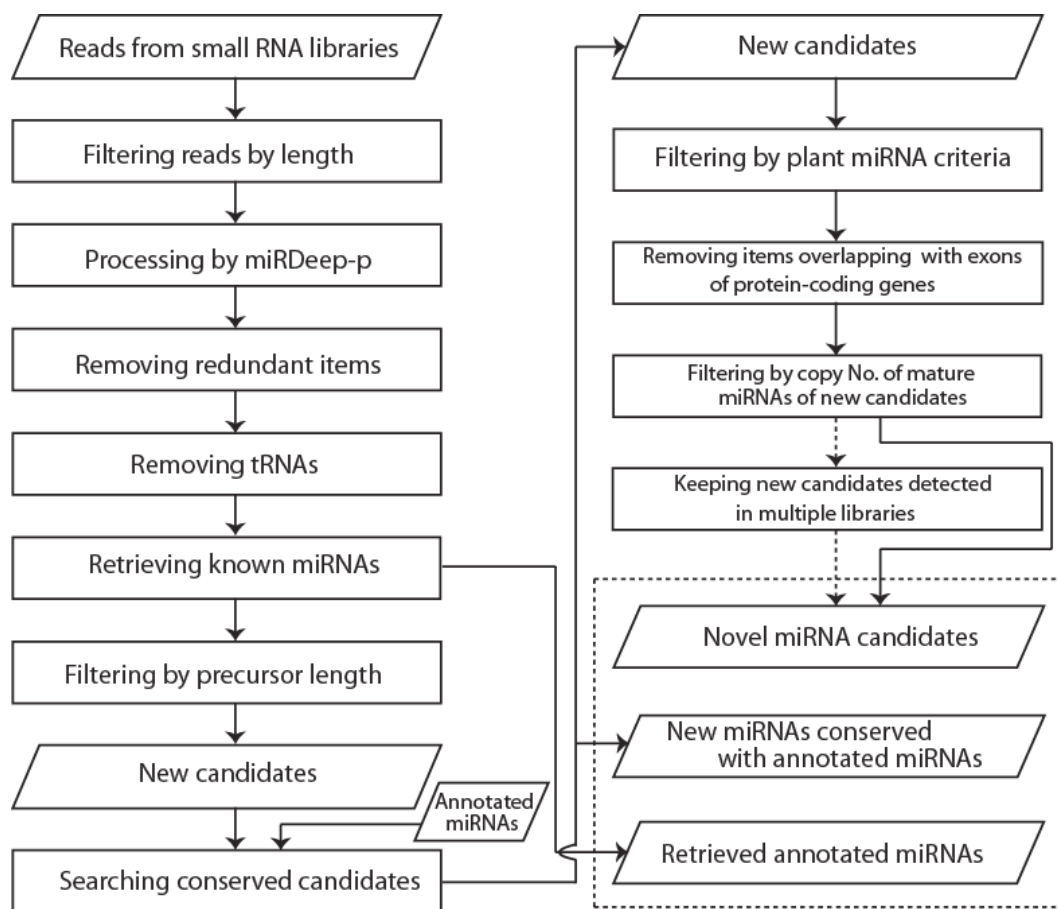 Reads from small RNA libraries
Filtering reads by length
Processing by miRDeep-p
Removing redundant items
Removing tRNAs
Retrieving known miRNAs
Filtering by precursor length
New candidates
Annotated
miRNAs
Searching conserved candidates
New candidates
Filtering by plant miRNA criteria
Removing items overlapping with exons
of protein-coding genes
Filtering by copy No. of mature
miRNAs of new candidates
Keeping new candidates detected
in multiple libraries
Novel miRNA candidates
New miRNAs conserved
with annotated miRNAs
Retrieved annotated miRNAs